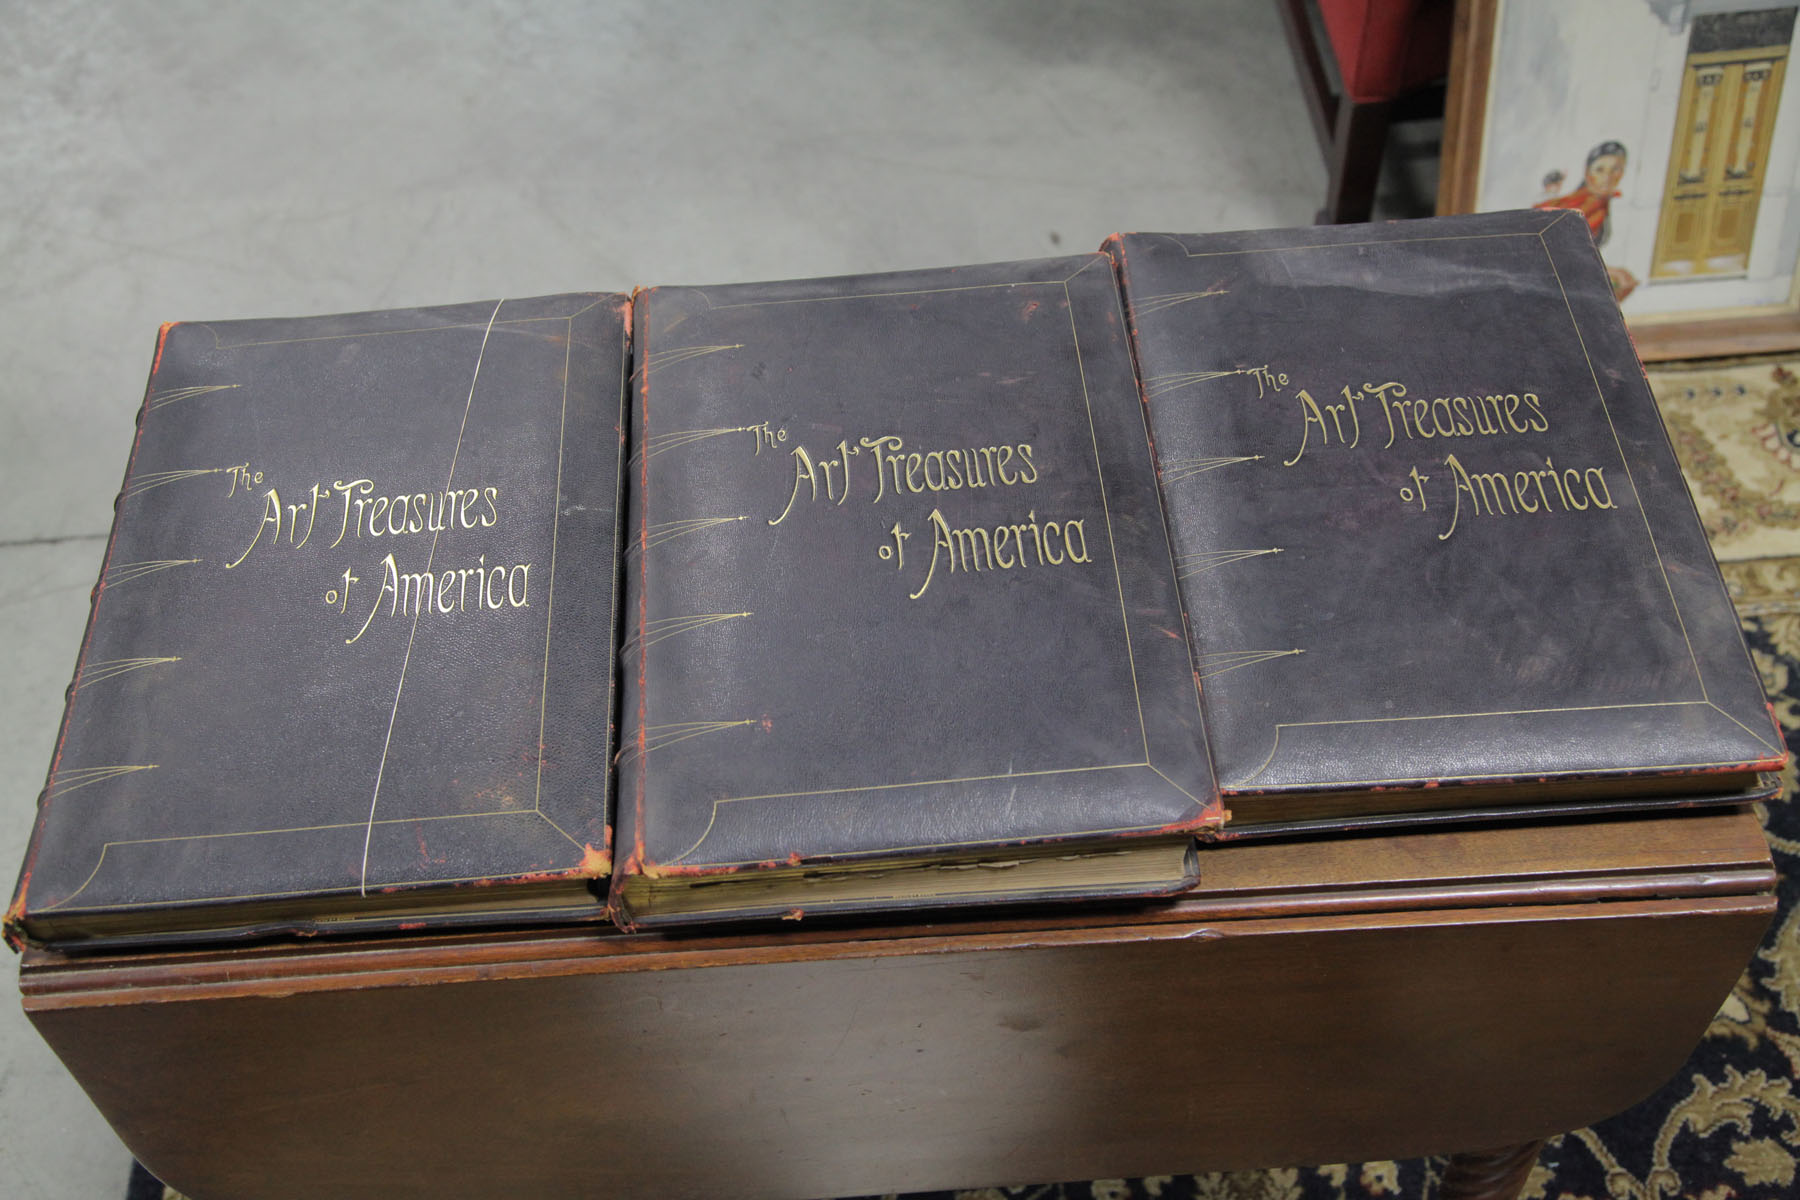 The
Art Treasures
of America
The
Art Treasures
of America
The
Art Treasures
of America